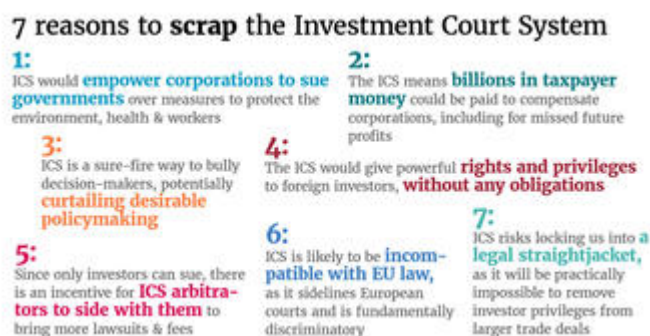 7 reasons to scrap the Investment Court System
1:
ICS would empower corporations to sue
governments over measures to protect the
environment, health & workers
2:
The ICS means billions in taxpayer
money could be paid to compensate
corporations, including for missed future
profits
3:
ICS is a sure-fire way to bully
decision-makers, potentially
curtailing desirable
policymaking
4:
The ICS would give powerful rights and privileges
to foreign investors, without any obligations
5:
Since only investors can sue, there
is an incentive for ICS arbitra-
tors to side with them to
bring more lawsuits & fees
6:
ICS is likely to be incom-
patible with EU law,
as it sidelines European
courts and is fundamentally
discriminatory
7:
ICS risks locking us into a
legal straightjacket,
as it will be practically
impossible to remove
investor privileges from
larger trade deals